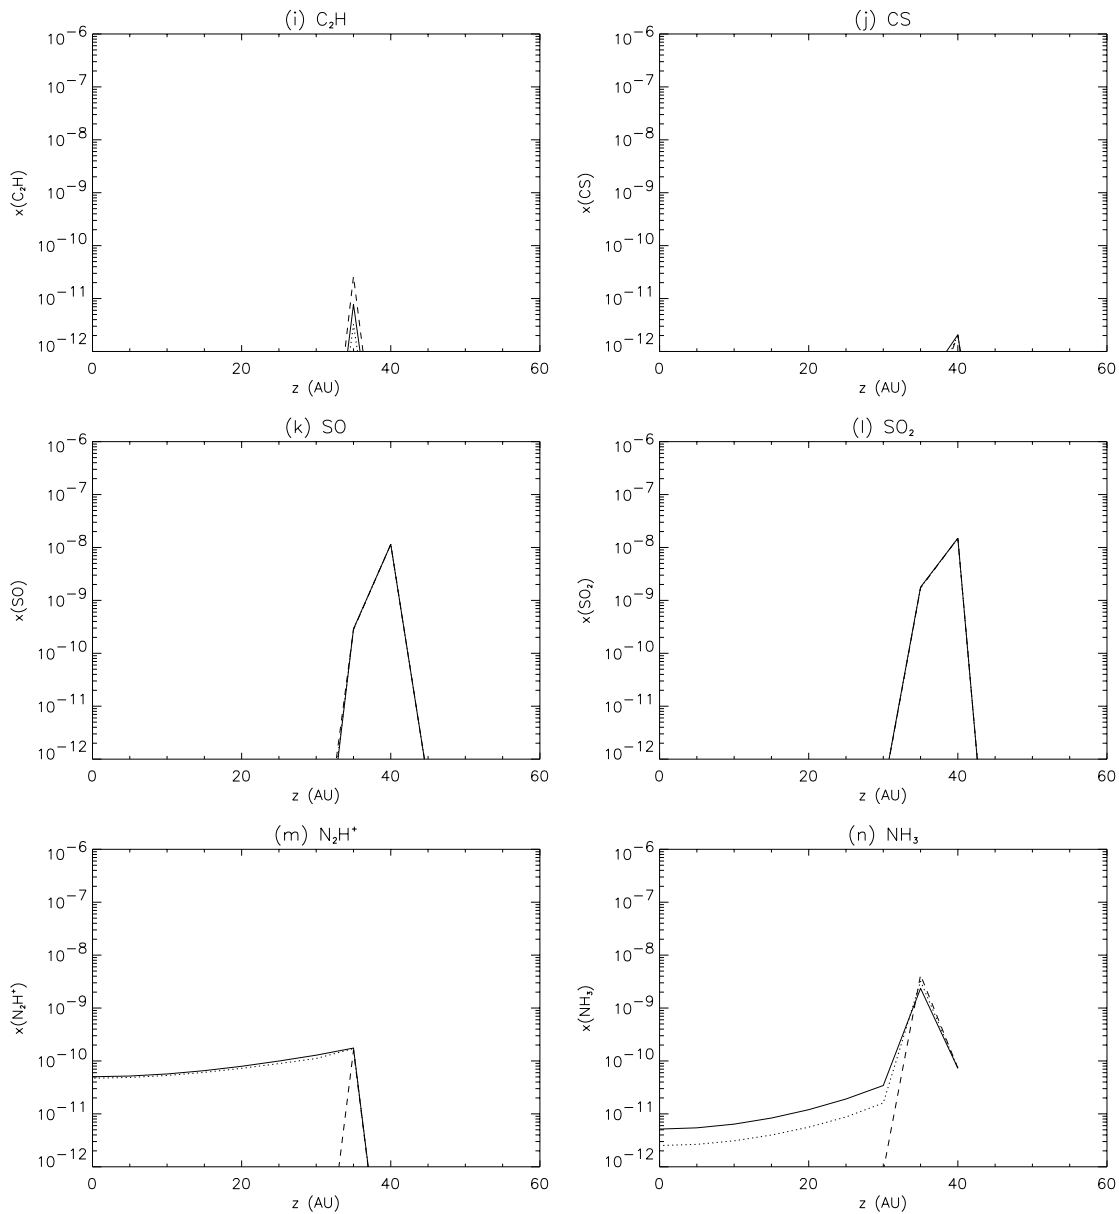 (i) C₂H
10⁻⁶
10⁻⁷
10⁻⁸
10⁻⁹
10⁻¹⁰
10⁻¹¹
10⁻¹²
x(C₂H)
0 20 40 60
z (AU)
(j) CS
10⁻⁶
10⁻⁷
10⁻⁸
10⁻⁹
10⁻¹⁰
10⁻¹¹
10⁻¹²
x(CS)
0 20 40 60
z (AU)
(k) SO
10⁻⁶
10⁻⁷
10⁻⁸
10⁻⁹
10⁻¹⁰
10⁻¹¹
10⁻¹²
x(SO)
0 20 40 60
z (AU)
(l) SO₂
10⁻⁶
10⁻⁷
10⁻⁸
10⁻⁹
10⁻¹⁰
10⁻¹¹
10⁻¹²
x(SO₂)
0 20 40 60
z (AU)
(m) N₂H⁺
10⁻⁶
10⁻⁷
10⁻⁸
10⁻⁹
10⁻¹⁰
10⁻¹¹
10⁻¹²
x(N₂H⁺)
0 20 40 60
z (AU)
(n) NH₃
10⁻⁶
10⁻⁷
10⁻⁸
10⁻⁹
10⁻¹⁰
10⁻¹¹
10⁻¹²
x(NH₃)
0 20 40 60
z (AU)